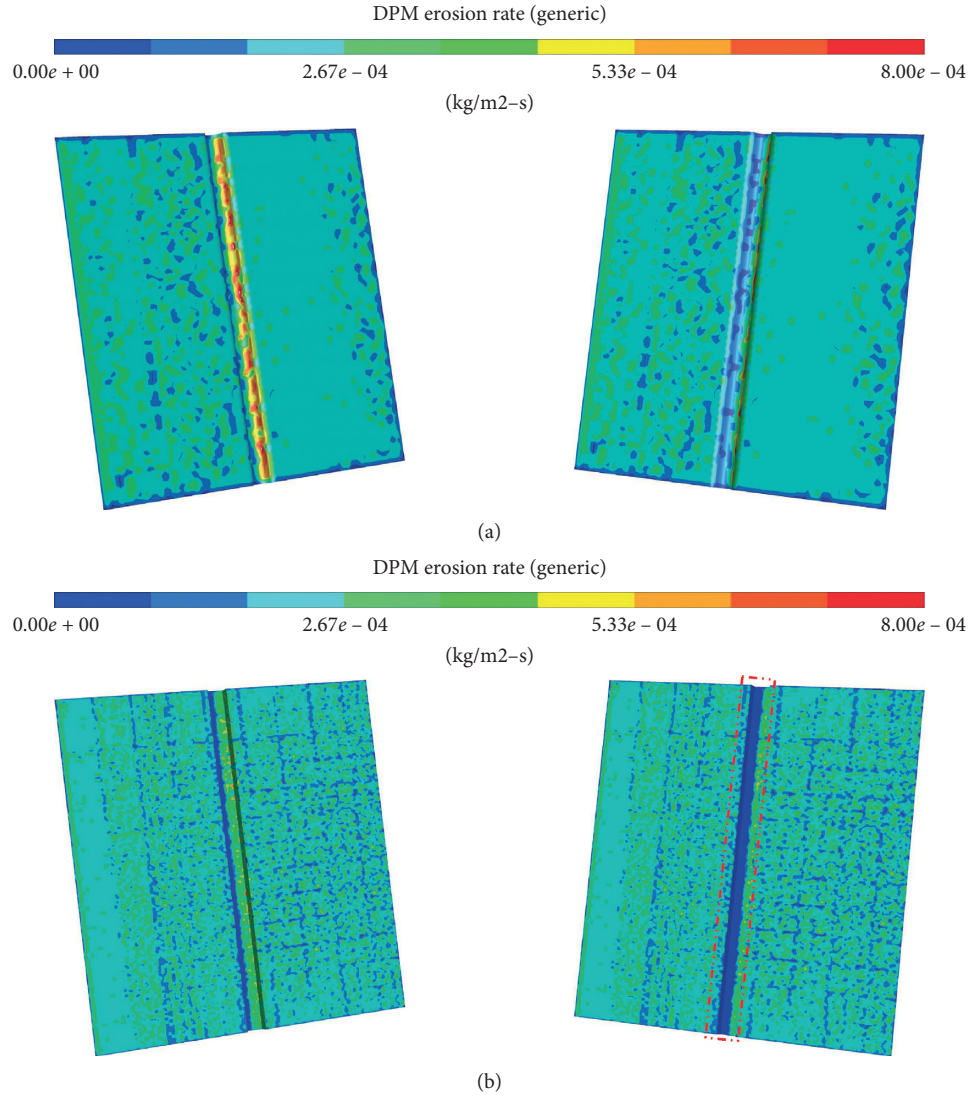 DPM erosion rate (generic)
0.00e + 00 2.67e – 04 5.33e – 04 8.00e – 04
(kg/m2–s)
(a)
DPM erosion rate (generic)
0.00e + 00 2.67e – 04 5.33e – 04 8.00e – 04
(kg/m2–s)
(b)